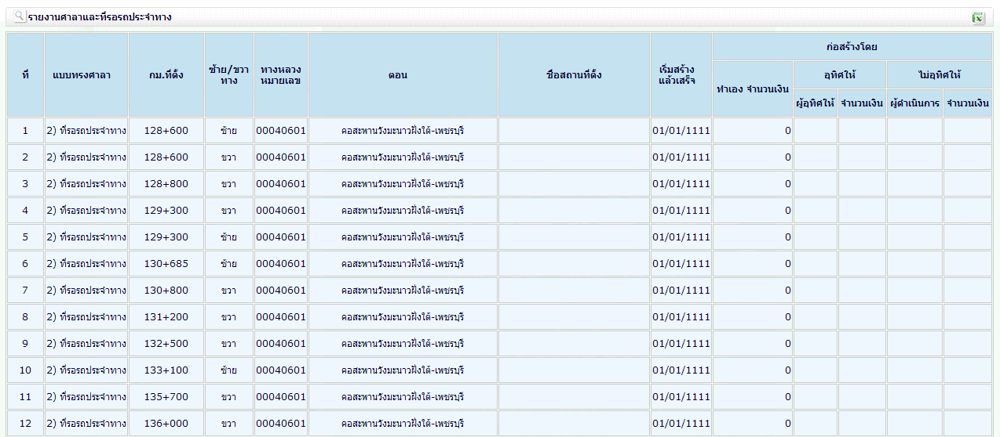 รายงานศาลาและที่รอรถประจำทาง
ที่ แบบทรงศาลา กม.ที่ตั้ง ซ้าย/ขวา ทาง ทางหลวง หมายเลข ตอน ชื่อสถานที่ตั้ง เริ่มสร้าง แล้วเสร็จ ก่อสร้างโดย
ทำเอง จำนวนเงิน อุทิศให้ ไม่อุทิศให้
ผู้อุทิศให้ จำนวนเงิน ผู้ดำเนินการ จำนวนเงิน
1 2) ที่รอรถประจำทาง 128+600 ซ้าย 00040601 คอสะพานวังมะนาวฝั่งใต้-เพชรบุรี 01/01/1111 0
2 2) ที่รอรถประจำทาง 128+600 ขวา 00040601 คอสะพานวังมะนาวฝั่งใต้-เพชรบุรี 01/01/1111 0
3 2) ที่รอรถประจำทาง 128+800 ขวา 00040601 คอสะพานวังมะนาวฝั่งใต้-เพชรบุรี 01/01/1111 0
4 2) ที่รอรถประจำทาง 129+300 ขวา 00040601 คอสะพานวังมะนาวฝั่งใต้-เพชรบุรี 01/01/1111 0
5 2) ที่รอรถประจำทาง 129+300 ซ้าย 00040601 คอสะพานวังมะนาวฝั่งใต้-เพชรบุรี 01/01/1111 0
6 2) ที่รอรถประจำทาง 130+685 ซ้าย 00040601 คอสะพานวังมะนาวฝั่งใต้-เพชรบุรี 01/01/1111 0
7 2) ที่รอรถประจำทาง 130+800 ขวา 00040601 คอสะพานวังมะนาวฝั่งใต้-เพชรบุรี 01/01/1111 0
8 2) ที่รอรถประจำทาง 131+200 ขวา 00040601 คอสะพานวังมะนาวฝั่งใต้-เพชรบุรี 01/01/1111 0
9 2) ที่รอรถประจำทาง 132+500 ขวา 00040601 คอสะพานวังมะนาวฝั่งใต้-เพชรบุรี 01/01/1111 0
10 2) ที่รอรถประจำทาง 133+100 ซ้าย 00040601 คอสะพานวังมะนาวฝั่งใต้-เพชรบุรี 01/01/1111 0
11 2) ที่รอรถประจำทาง 135+700 ขวา 00040601 คอสะพานวังมะนาวฝั่งใต้-เพชรบุรี 01/01/1111 0
12 2) ที่รอรถประจำทาง 136+000 ขวา 00040601 คอสะพานวังมะนาวฝั่งใต้-เพชรบุรี 01/01/1111 0